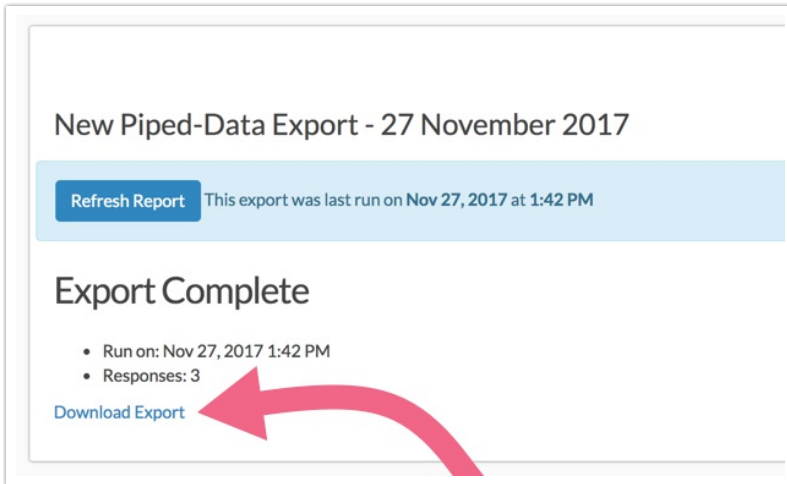 New Piped-Data Export - 27 November 2017
Refresh Report This export was last run on Nov 27, 2017 at 1:42 PM
Export Complete
• Run on: Nov 27, 2017 1:42 PM
• Responses: 3
Download Export